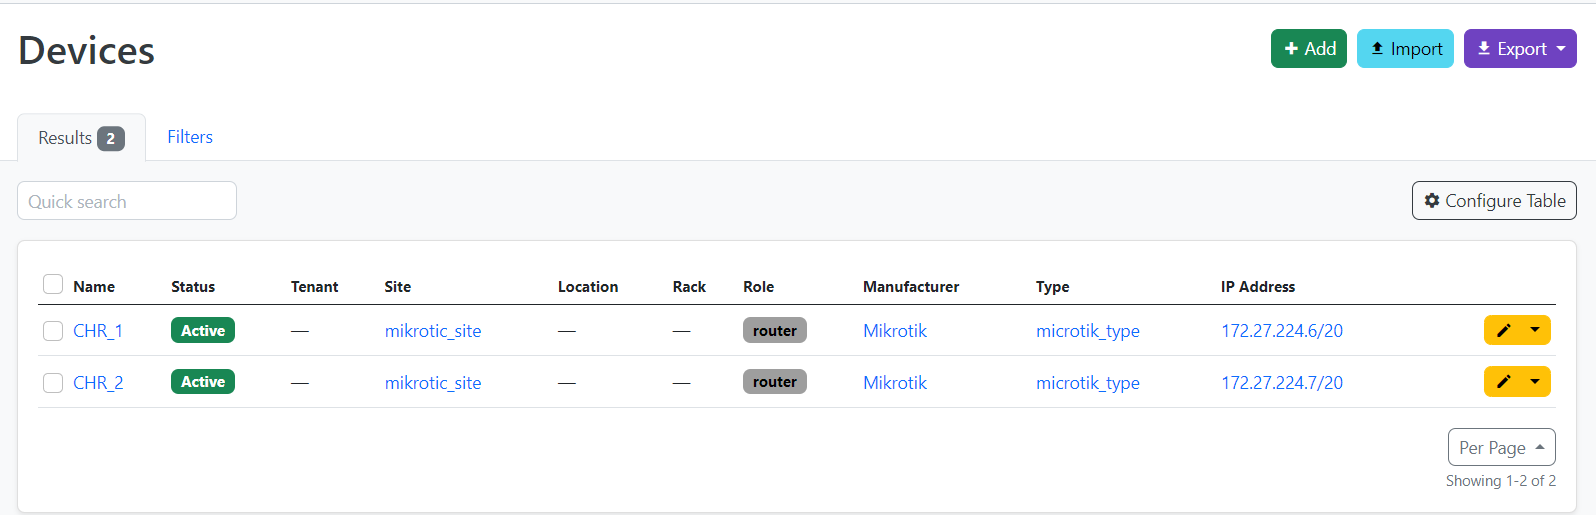 Devices
Add Import Export
Results 2 Filters
Quick search
Configure Table
Name Status Tenant Site Location Rack Role Manufacturer Type IP Address
CHR_1 Active — mikrotic_site — — router Mikrotik microtik_type 172.27.224.6/20
CHR_2 Active — mikrotic_site — — router Mikrotik microtik_type 172.27.224.7/20
Per Page
Showing 1-2 of 2